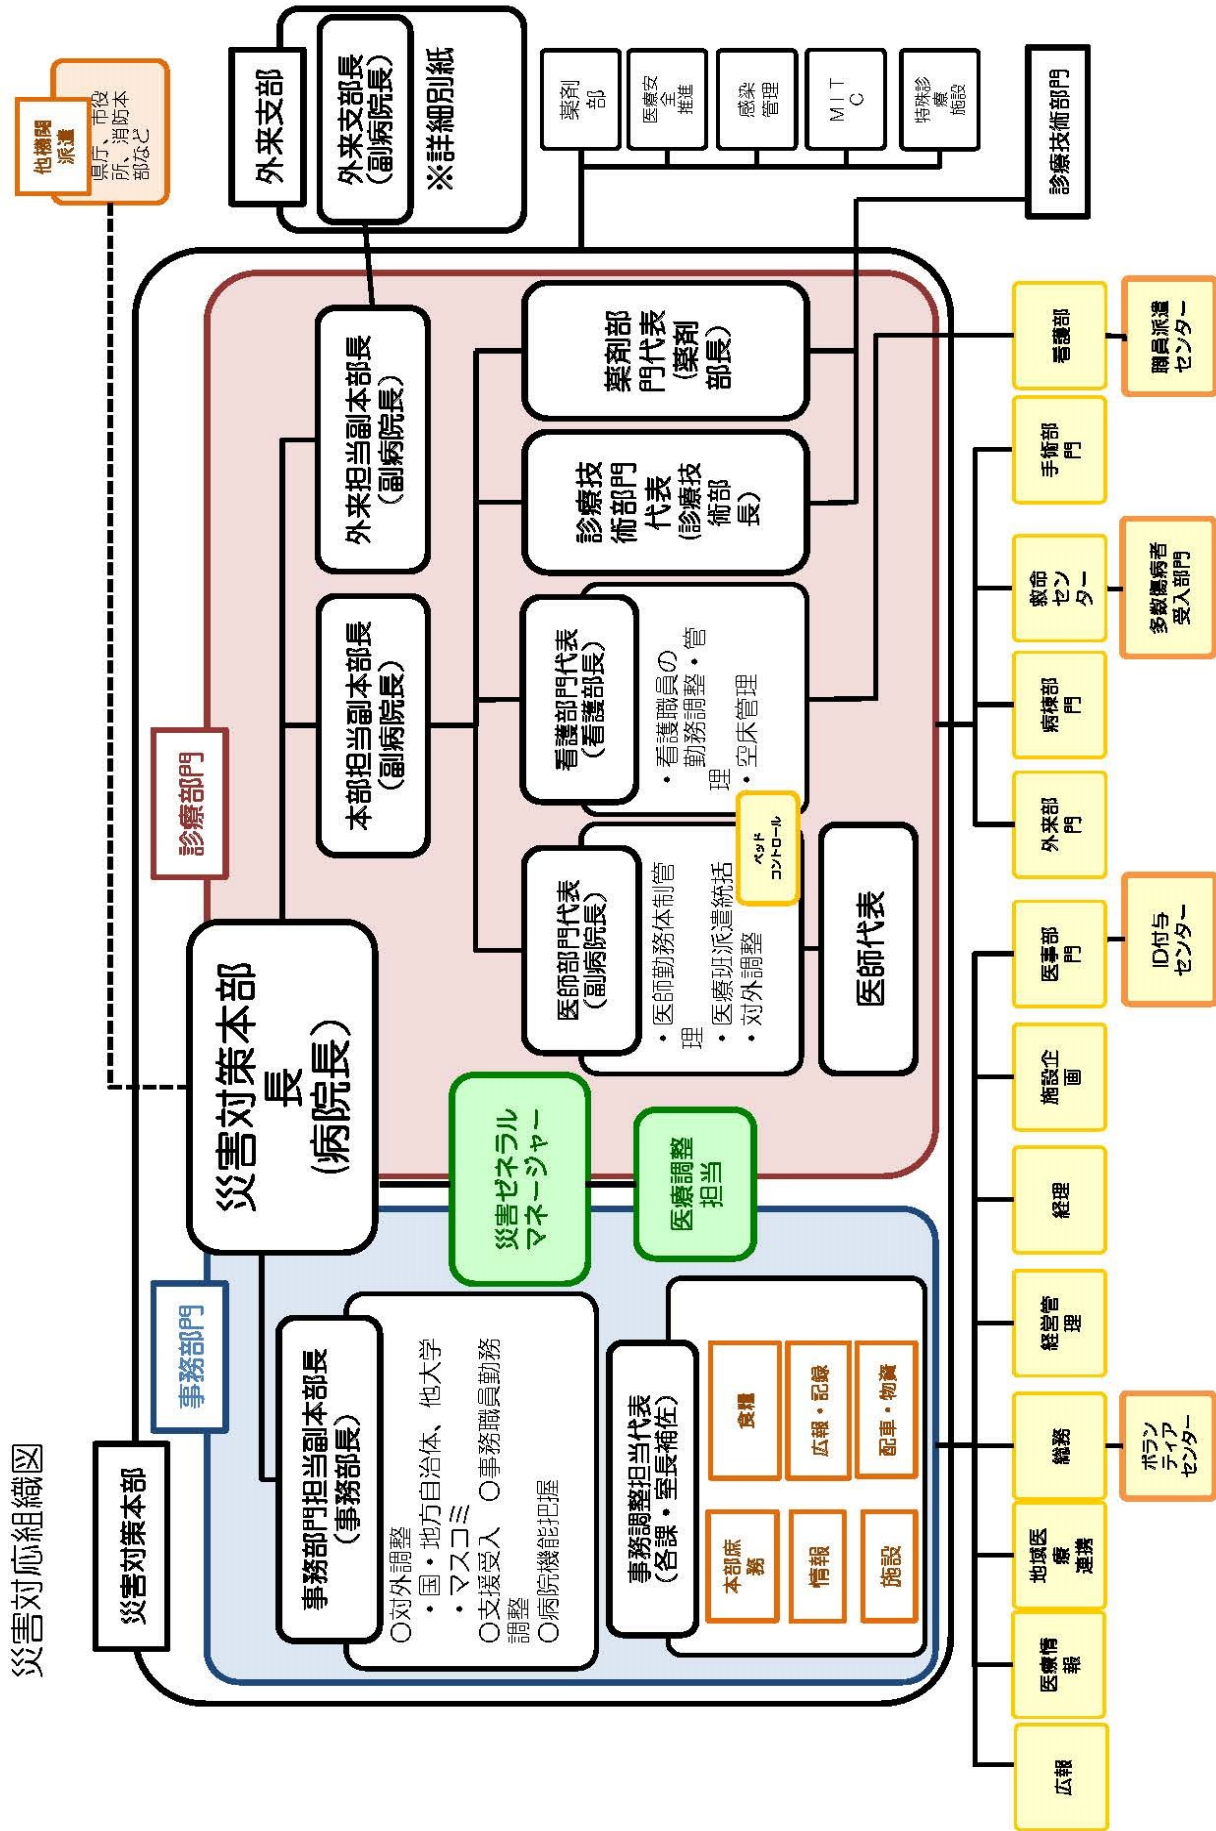 災害対応組織図
災害対策本部
他機関
派遣
県庁、市役
所、消防本
部など
事務部門
診療部門
災害対策本部
長
(病院長)
外来支部
外来支部長
(副病院長)
※詳細別紙
事務部門担当副本部長
(事務部長)
○対外調整
・国・地方自治体、他大学
・マスコミ
○支援受入　○事務職員勤務
調整
○病院機能把握
事務調整担当代表
(各課・室長補佐)
本部庶
務
食糧
情報
広報・記録
施設
配車・物資
災害ゼネラル
マネージャー
医療調整
担当
本部担当副本部長
(副病院長)
外来担当副本部長
(副病院長)
医師部門代表
(副病院長)
・医師勤務体制管
理
・医療班派遣統括
・対外調整
ベッド
コントロール
医師代表
看護部門代表
(看護部長)
・看護職員の
勤務調整・管
理
・空床管理
診療技
術部門
代表
(診療技
術部
長)
薬剤部
門代表
(薬剤
部長)
薬剤
部
医療安
全
推進
感染
管理
ＭＩＴ
Ｃ
特殊診
療
施設
診療技術部門
広報
医療情
報
地域医
療
連携
総務
経営管
理
経理
施設企
画
医事部
門
外来部
門
病棟部
門
救命
セン
ター
手術部
門
看護部
ボラン
ティア
センター
ID付与
センター
多数傷病者
受入部門
職員派遣
センター